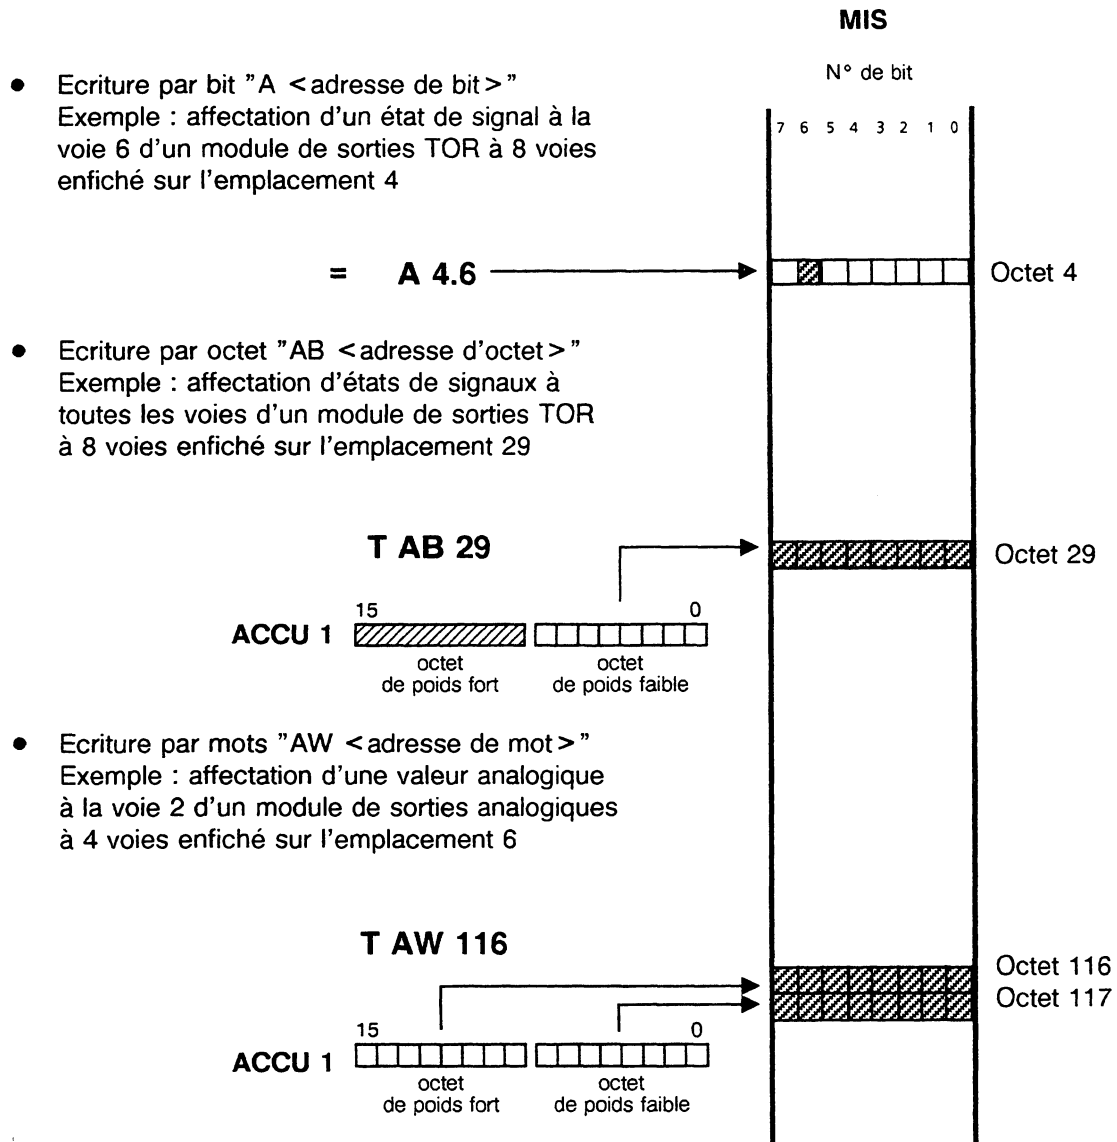 MIS
N° de bit
7 6 5 4 3 2 1 0
● Ecriture par bit "A <adresse de bit>"
Exemple : affectation d'un état de signal à la
voie 6 d'un module de sorties TOR à 8 voies
enfiché sur l'emplacement 4
= A 4.6
Octet 4
● Ecriture par octet "AB <adresse d'octet>"
Exemple : affectation d'états de signaux à
toutes les voies d'un module de sorties TOR
à 8 voies enfiché sur l'emplacement 29
T AB 29
Octet 29
15 0
ACCU 1
octet octet
de poids fort de poids faible
● Ecriture par mots "AW <adresse de mot>"
Exemple : affectation d'une valeur analogique
à la voie 2 d'un module de sorties analogiques
à 4 voies enfiché sur l'emplacement 6
T AW 116
Octet 116
Octet 117
15 0
ACCU 1
octet octet
de poids fort de poids faible